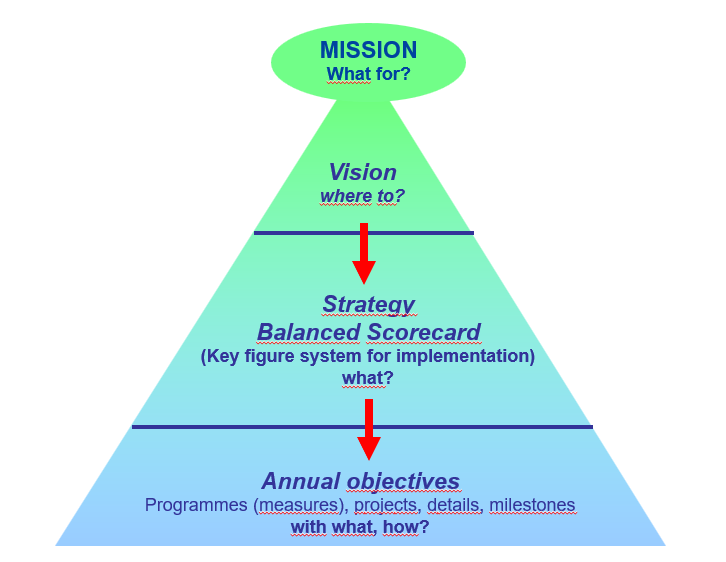 MISSION
What for?
Vision
where to?
Strategy
Balanced Scorecard
(Key figure system for implementation)
what?
Annual objectives
Programmes (measures), projects, details, milestones
with what, how?